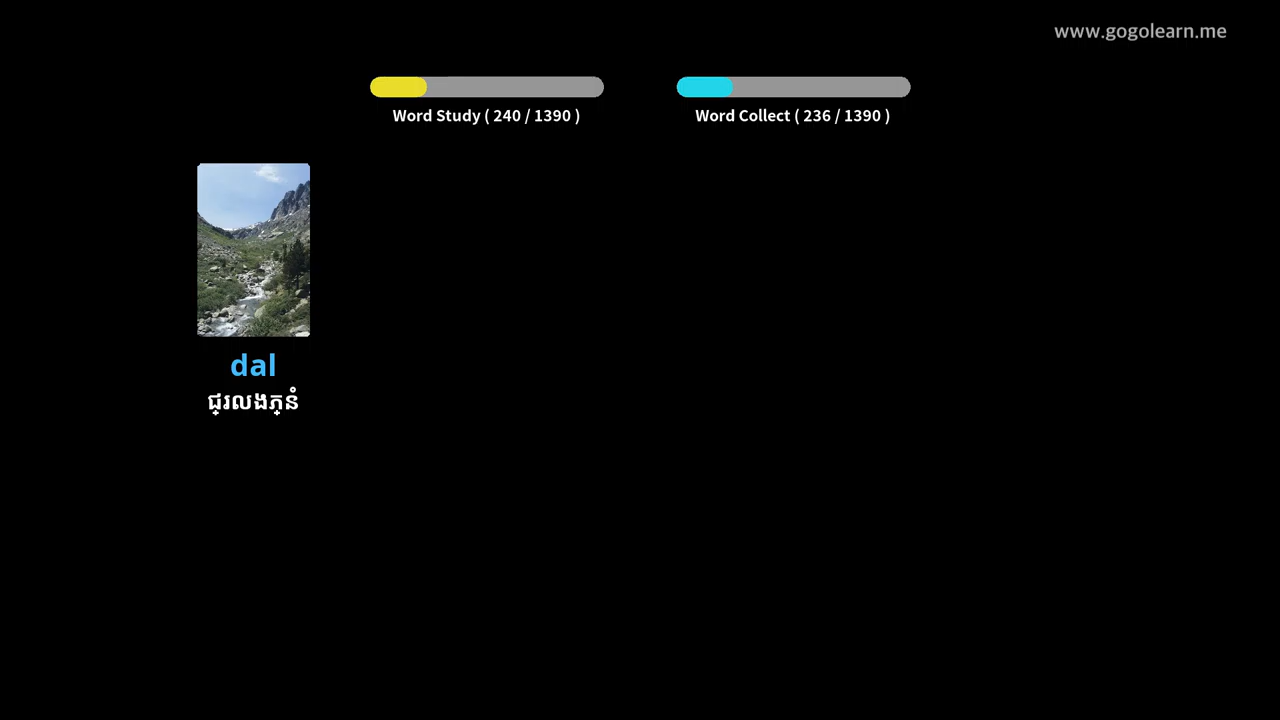 www.gogolearn.me
Word Study ( 240 / 1390 )
Word Collect ( 236 / 1390 )
dal
ជ្រលងភ្នំ